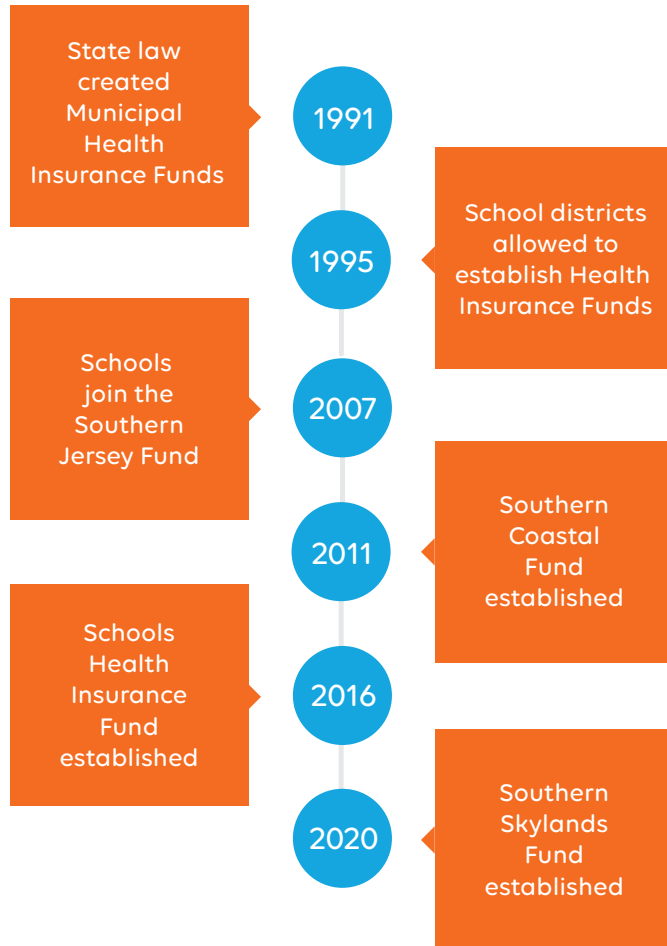 State law
created
Municipal
Health
Insurance Funds
1991
School districts
allowed to
establish Health
Insurance Funds
1995
Schools
join the
Southern
Jersey Fund
2007
Southern
Coastal
Fund
established
2011
Schools
Health
Insurance
Fund
established
2016
Southern
Skylands
Fund
established
2020